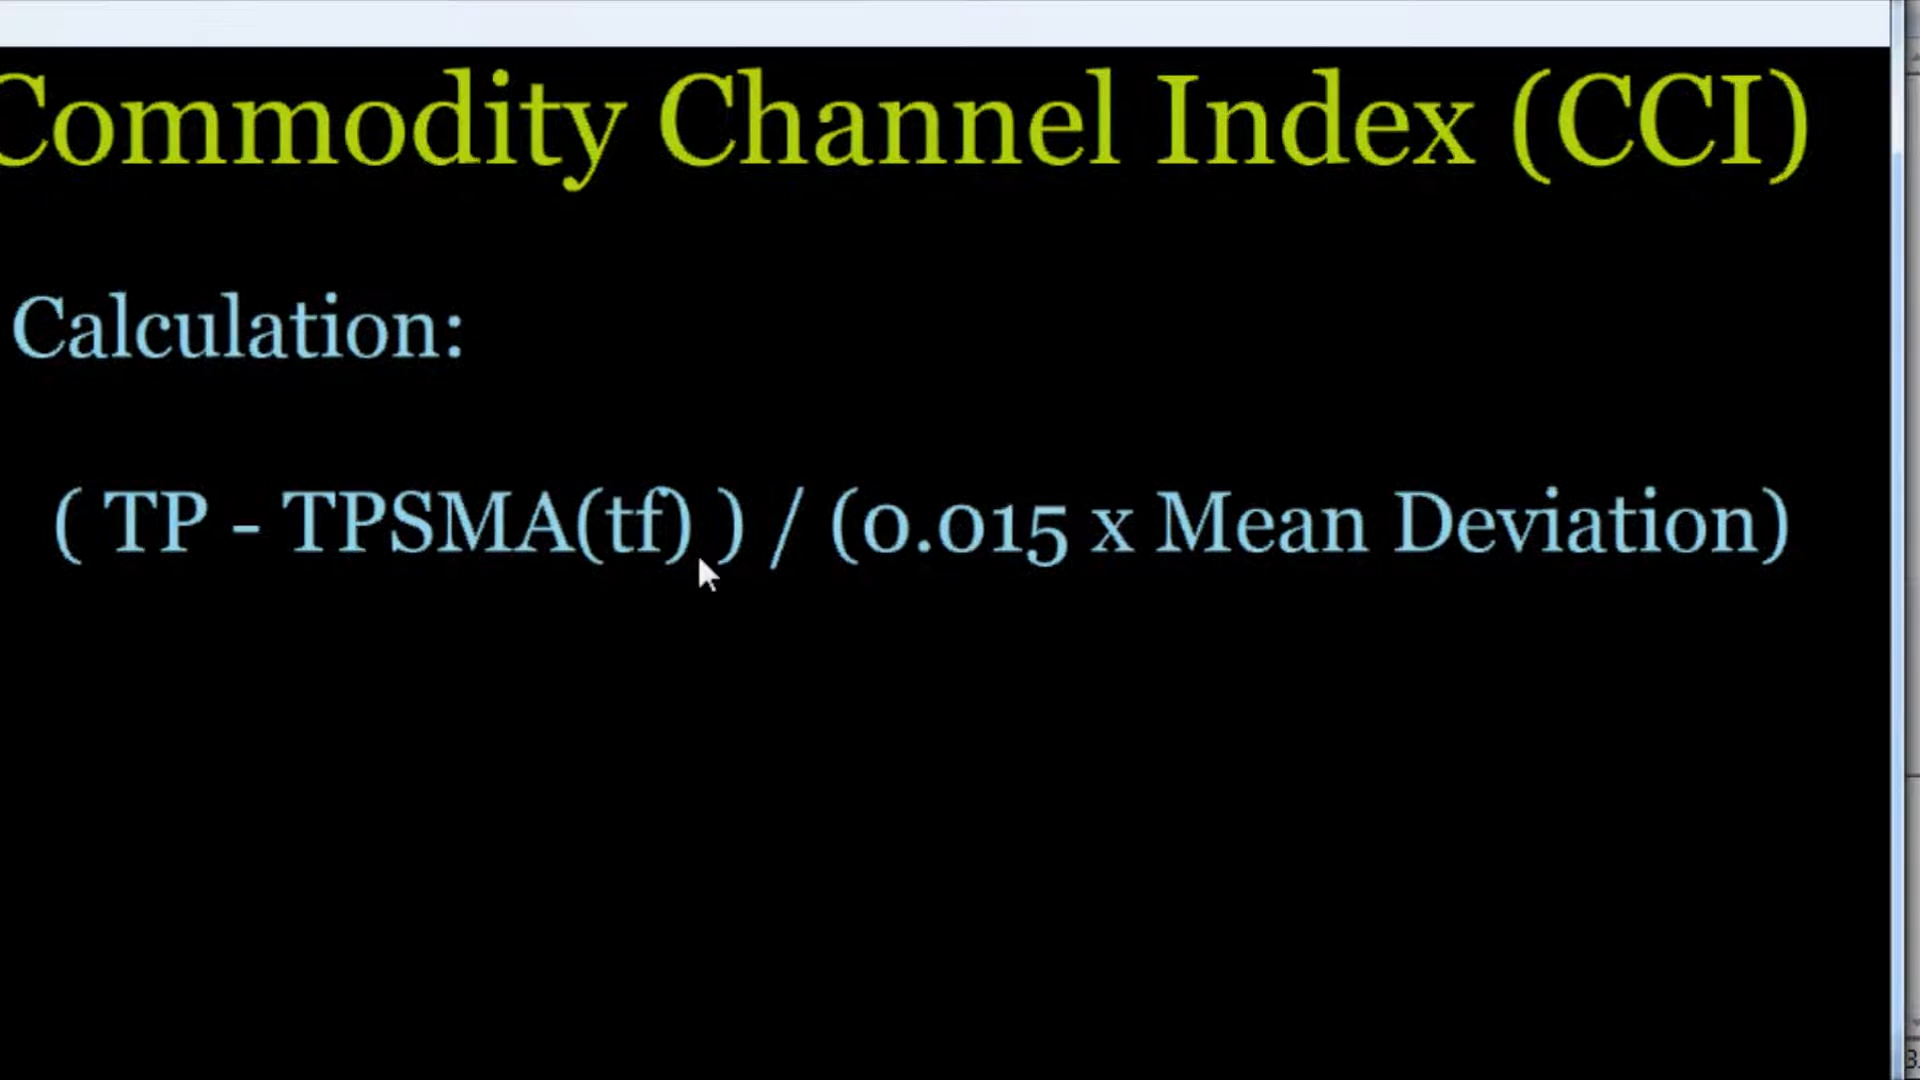 Commodity Channel Index (CCI)
Calculation:
( TP - TPSMA(tf) ) / (0.015 x Mean Deviation)